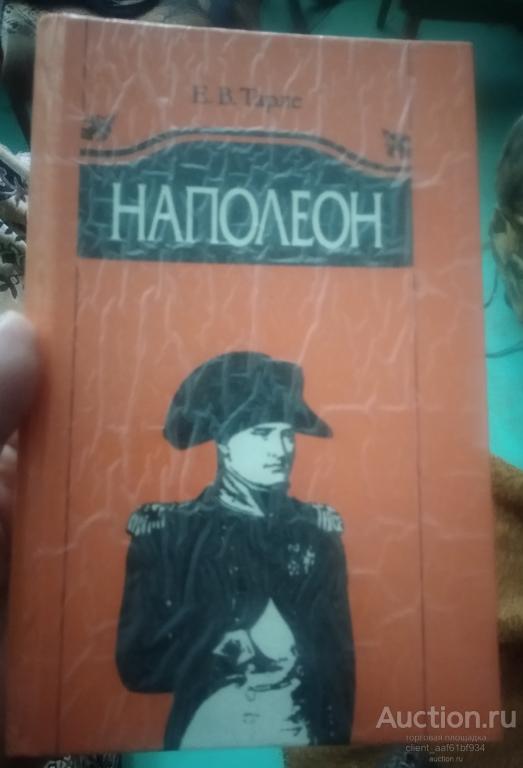 Е. В. Тарле
НАПОЛЕОН
Auction.ru
торговая площадка
client_aaf61bf934
auction.ru